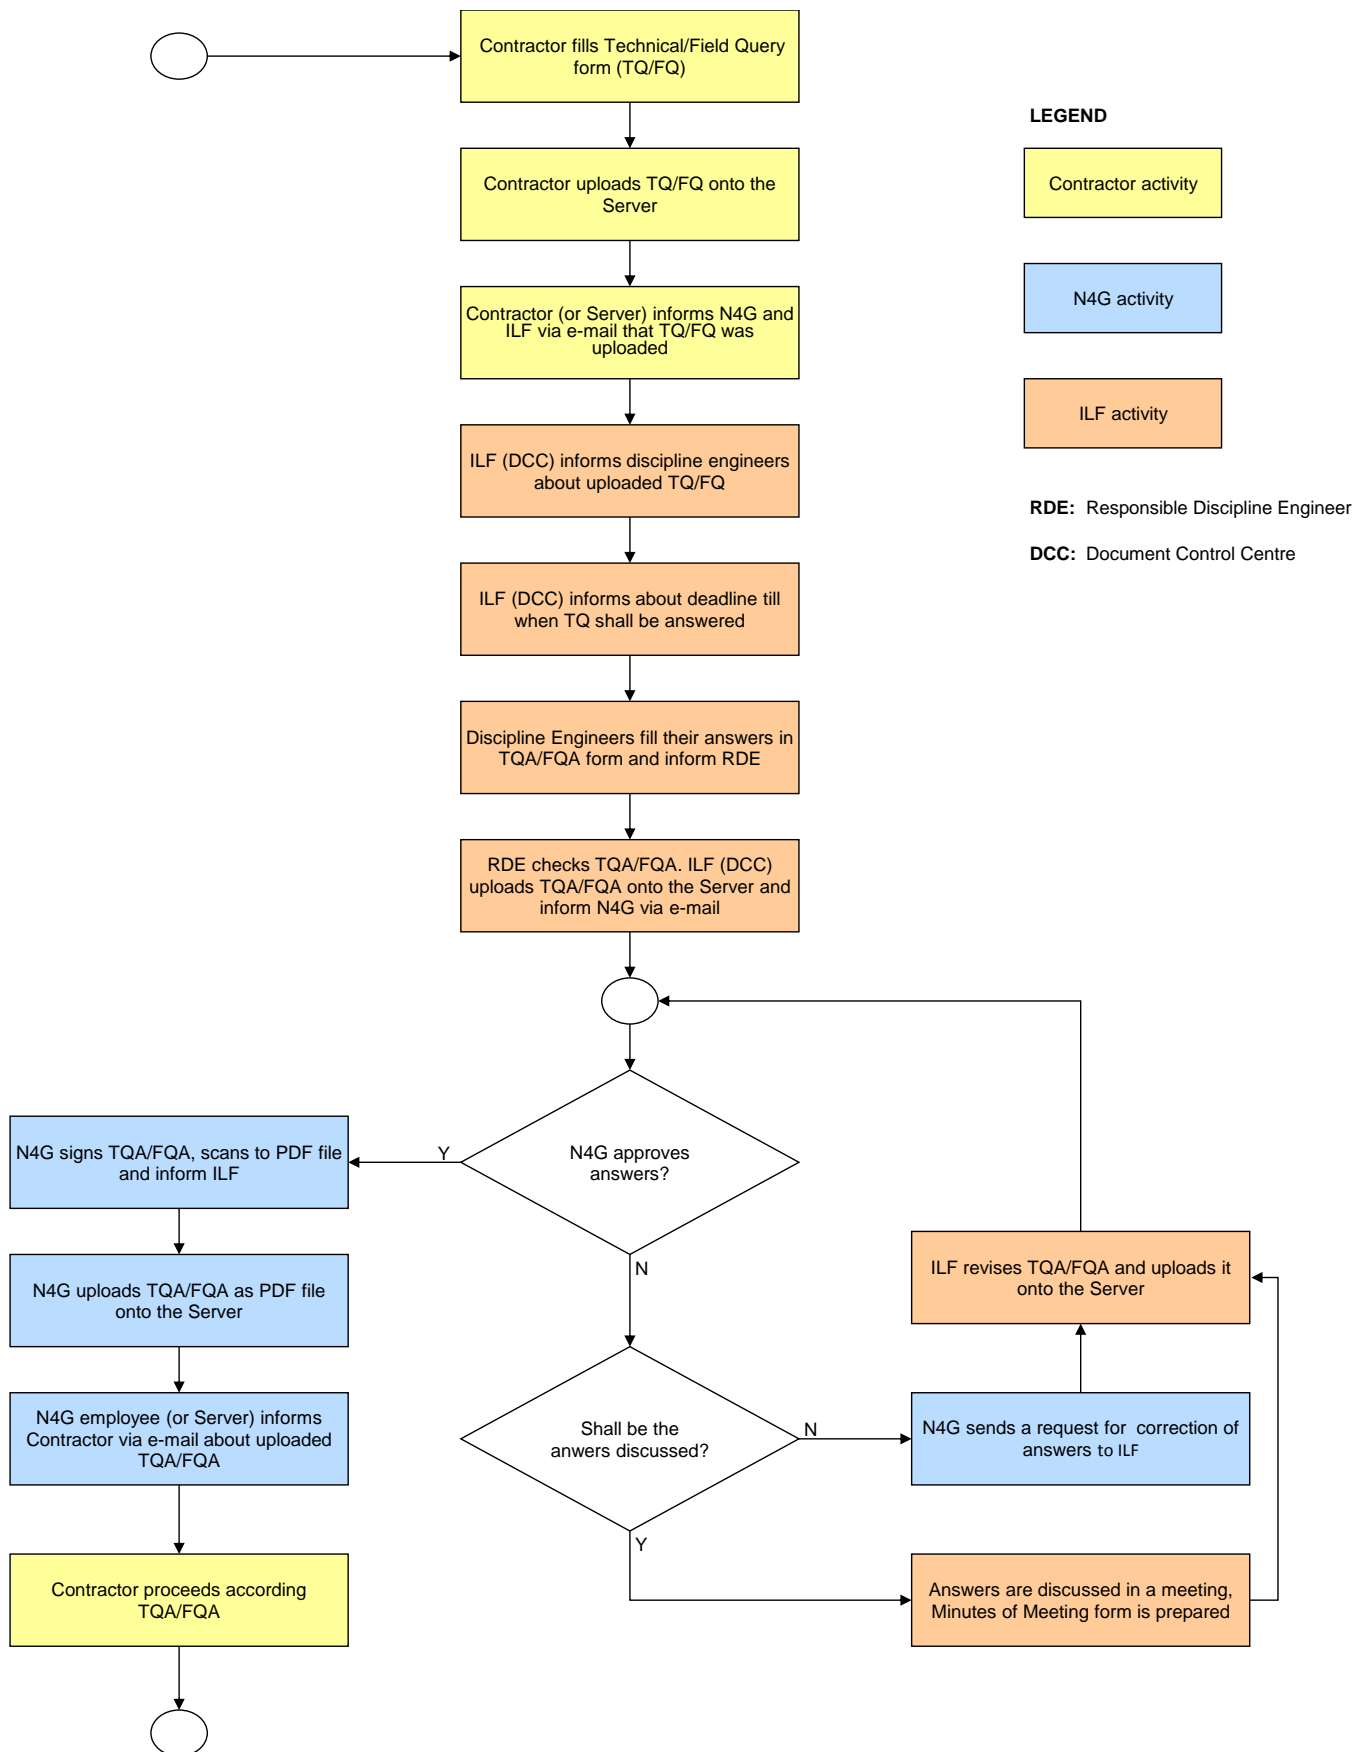 Contractor fills Technical/Field Query
form (TQ/FQ)
LEGEND
Contractor uploads TQ/FQ onto the
Server
Contractor activity
N4G activity
Contractor (or Server) informs N4G and
ILF via e-mail that TQ/FQ was
uploaded
ILF activity
ILF (DCC) informs discipline engineers
about uploaded TQ/FQ
RDE: Responsible Discipline Engineer
DCC: Document Control Centre
ILF (DCC) informs about deadline till
when TQ shall be answered
Discipline Engineers fill their answers in
TQA/FQA form and inform RDE
RDE checks TQA/FQA. ILF (DCC)
uploads TQA/FQA onto the Server and
inform N4G via e-mail
N4G approves
answers?
Y
N
N4G signs TQA/FQA, scans to PDF file
and inform ILF
N4G uploads TQA/FQA as PDF file
onto the Server
ILF revises TQA/FQA and uploads it
onto the Server
N4G employee (or Server) informs
Contractor via e-mail about uploaded
TQA/FQA
Shall be the
anwers discussed?
N
Y
N4G sends a request for  correction of
answers to ILF
Contractor proceeds according
TQA/FQA
Answers are discussed in a meeting,
Minutes of Meeting form is prepared